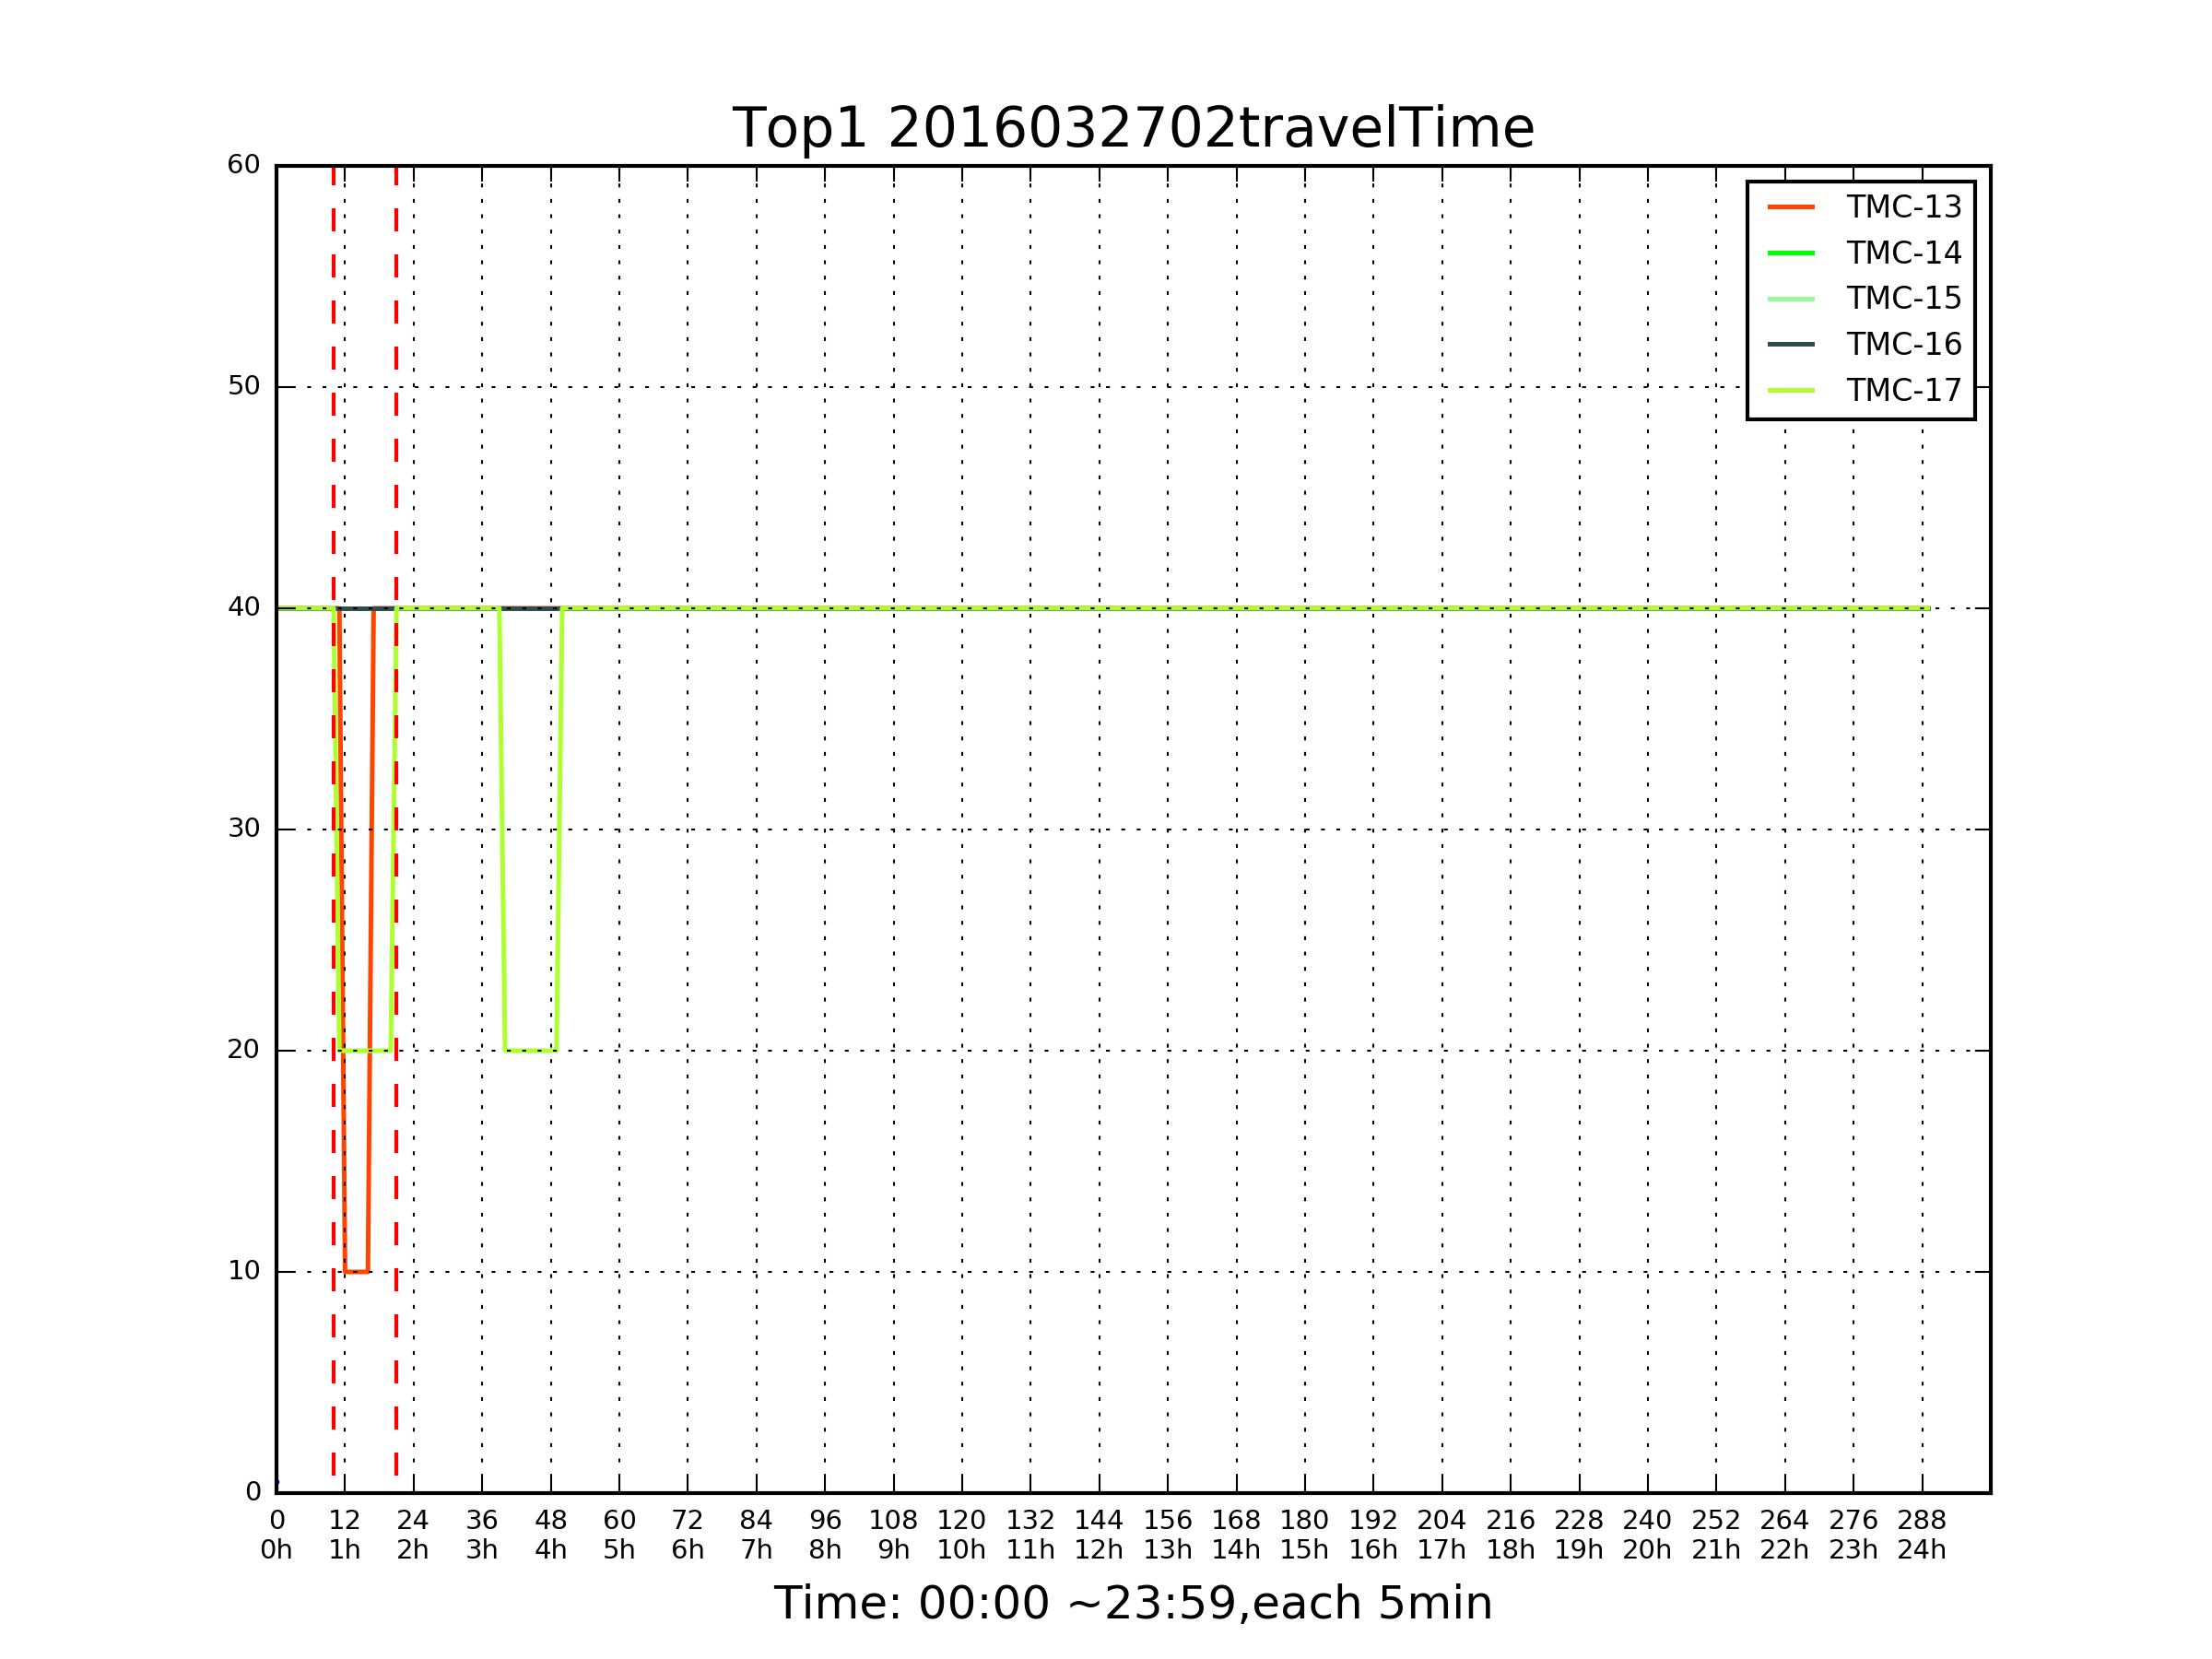 Top1 2016032702travelTime
60
50
40
30
20
10
0
TMC-13
TMC-14
TMC-15
TMC-16
TMC-17
0 12 24 36 48 60 72 84 96 108 120 132 144 156 168 180 192 204 216 228 240 252 264 276 288
0h 1h 2h 3h 4h 5h 6h 7h 8h 9h 10h 11h 12h 13h 14h 15h 16h 17h 18h 19h 20h 21h 22h 23h 24h
Time: 00:00 ~23:59,each 5min